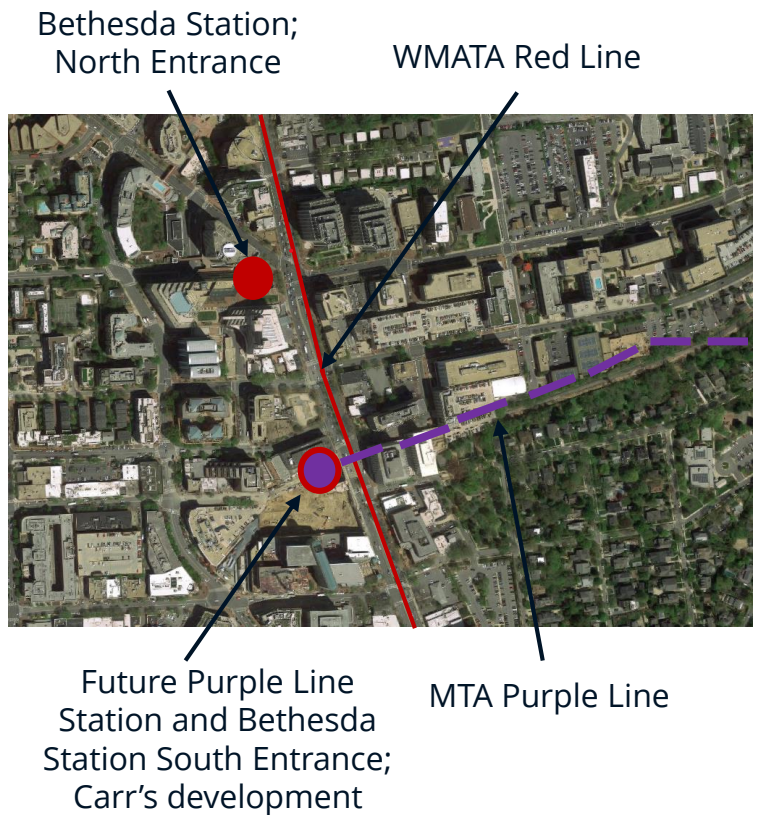 Bethesda Station;
North Entrance
WMATA Red Line
Future Purple Line
Station and Bethesda
Station South Entrance;
Carr's development
MTA Purple Line